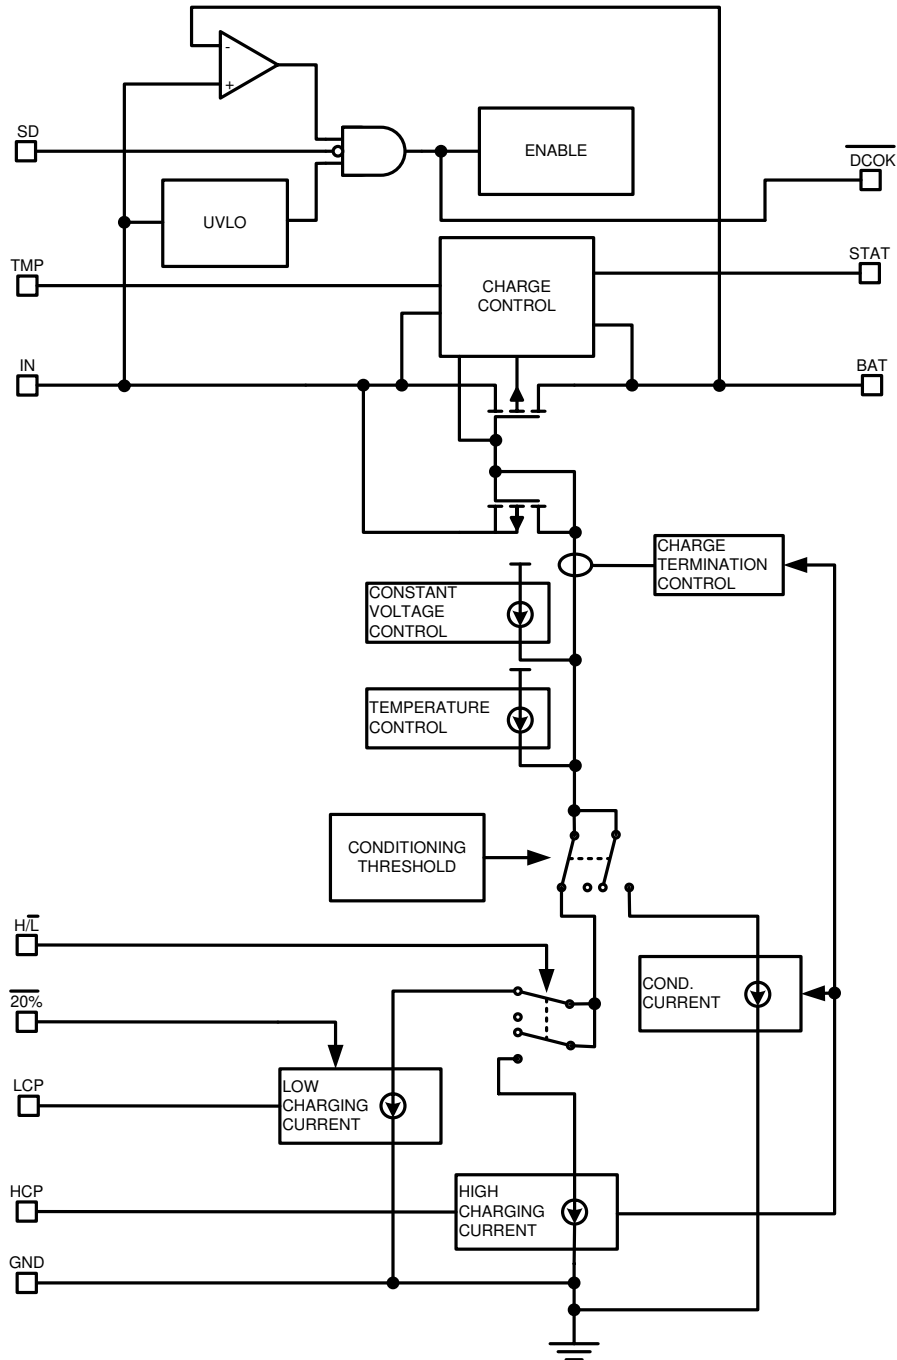 -
+
SD
ENABLE
DCOK
UVLO
TMP
STAT
CHARGE
CONTROL
IN
BAT
CHARGE
TERMINATION
CONTROL
CONSTANT
VOLTAGE
CONTROL
TEMPERATURE
CONTROL
CONDITIONING
THRESHOLD
H/L
COND.
CURRENT
20%
LCP
LOW
CHARGING
CURRENT
HCP
HIGH
CHARGING
CURRENT
GND